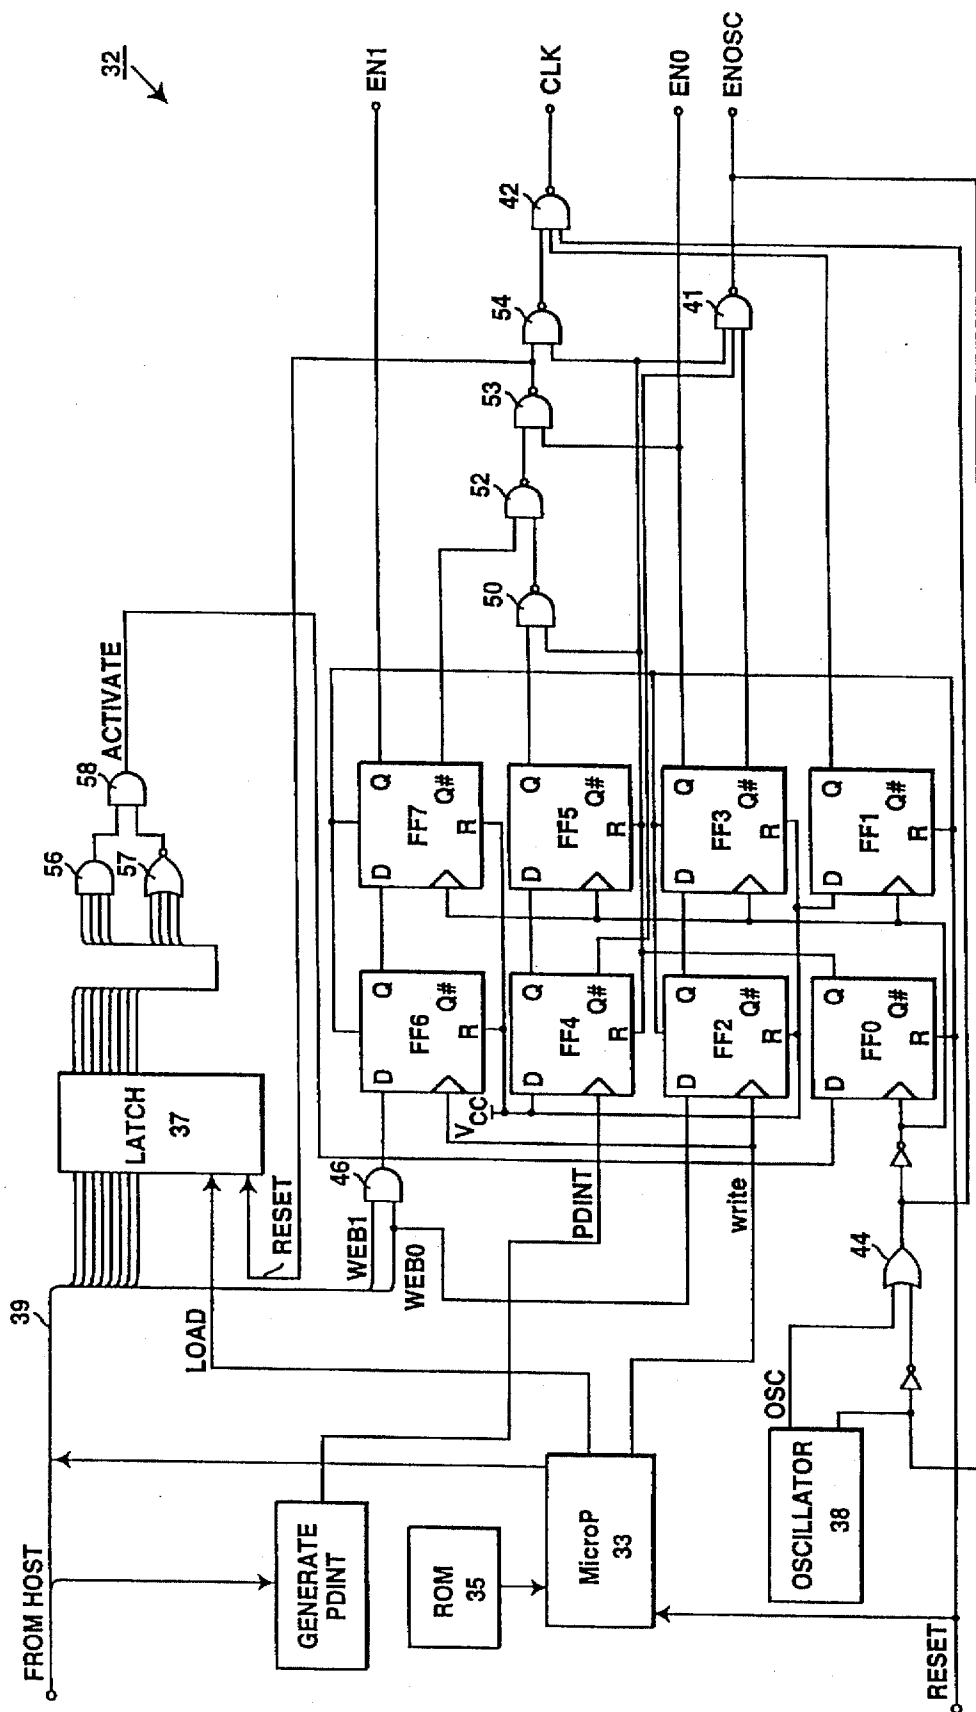 32
EN1
CLK
EN0
ENOSC
42
54
53
41
52
50
ACTIVATE
58
56
57
LATCH
37
RESET
39
LOAD
FROM HOST
WEB1
WEB0
46
VCC
D
Q
Q#
R
FF6
D
Q
Q#
R
FF7
D
Q
Q#
R
FF4
D
Q
Q#
R
FF5
D
Q
Q#
R
FF2
D
Q
Q#
R
FF3
D
Q
Q#
R
FF0
D
Q
Q#
R
FF1
PDINT
write
44
OSC
GENERATE
PDINT
ROM
35
MicroP
33
OSCILLATOR
38
RESET